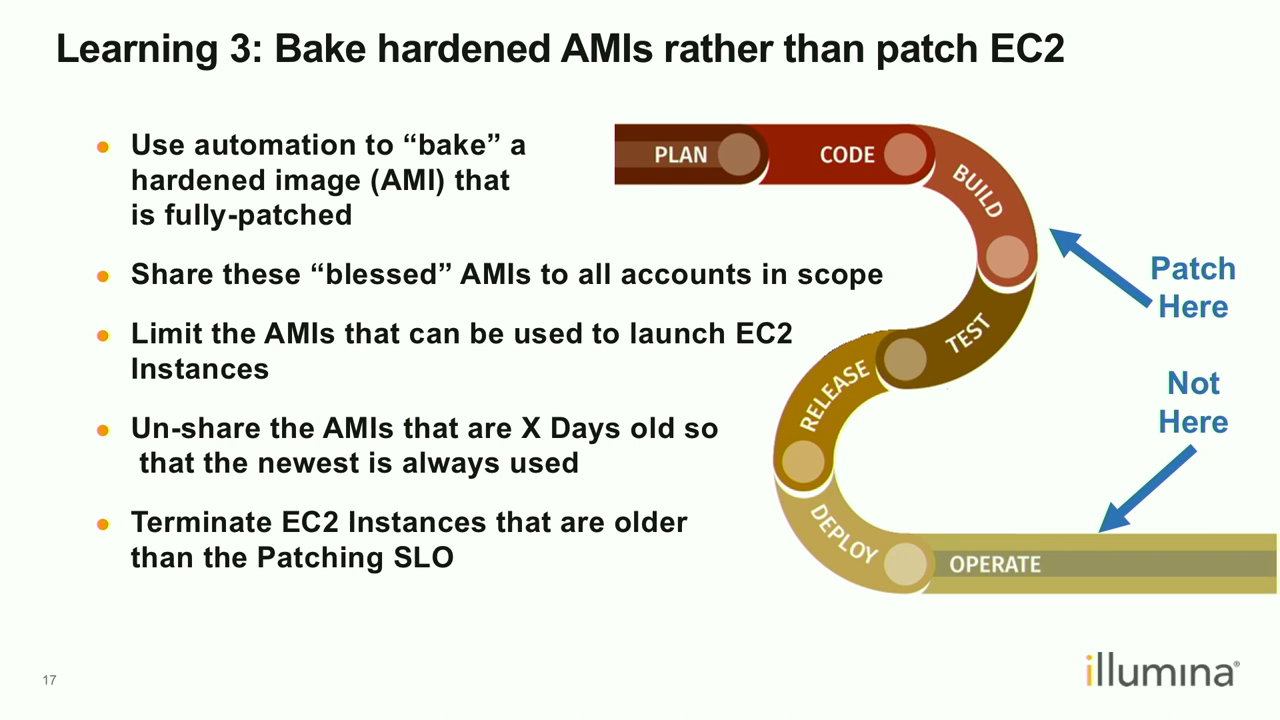 Learning 3: Bake hardened AMIs rather than patch EC2
● Use automation to “bake” a
hardened image (AMI) that
is fully-patched
● Share these “blessed” AMIs to all accounts in scope
● Limit the AMIs that can be used to launch EC2
Instances
● Un-share the AMIs that are X Days old so
that the newest is always used
● Terminate EC2 Instances that are older
than the Patching SLO
PLAN
CODE
BUILD
TEST
RELEASE
DEPLOY
OPERATE
Patch
Here
Not
Here
17
illumina®